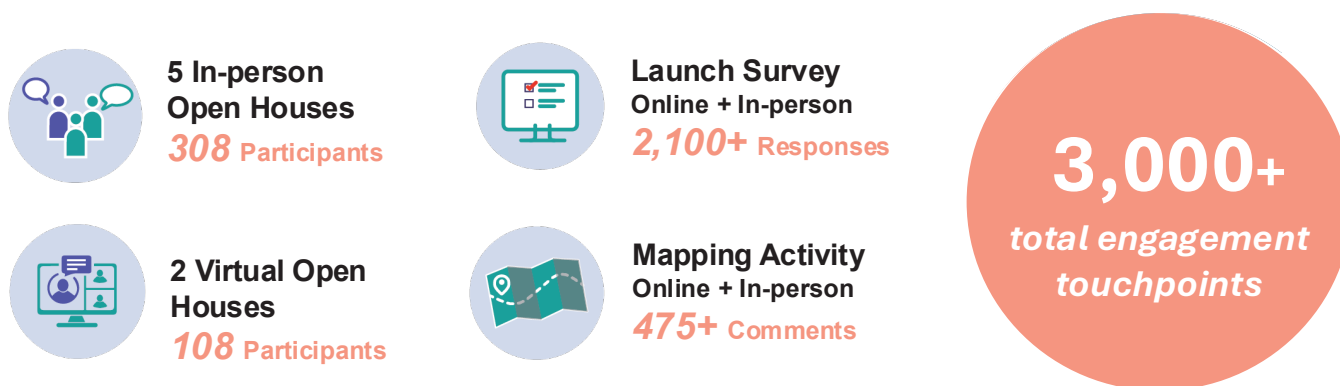 5 In-person
Open Houses
308 Participants
2 Virtual Open
Houses
108 Participants
Launch Survey
Online + In-person
2,100+ Responses
Mapping Activity
Online + In-person
475+ Comments
3,000+
total engagement
touchpoints